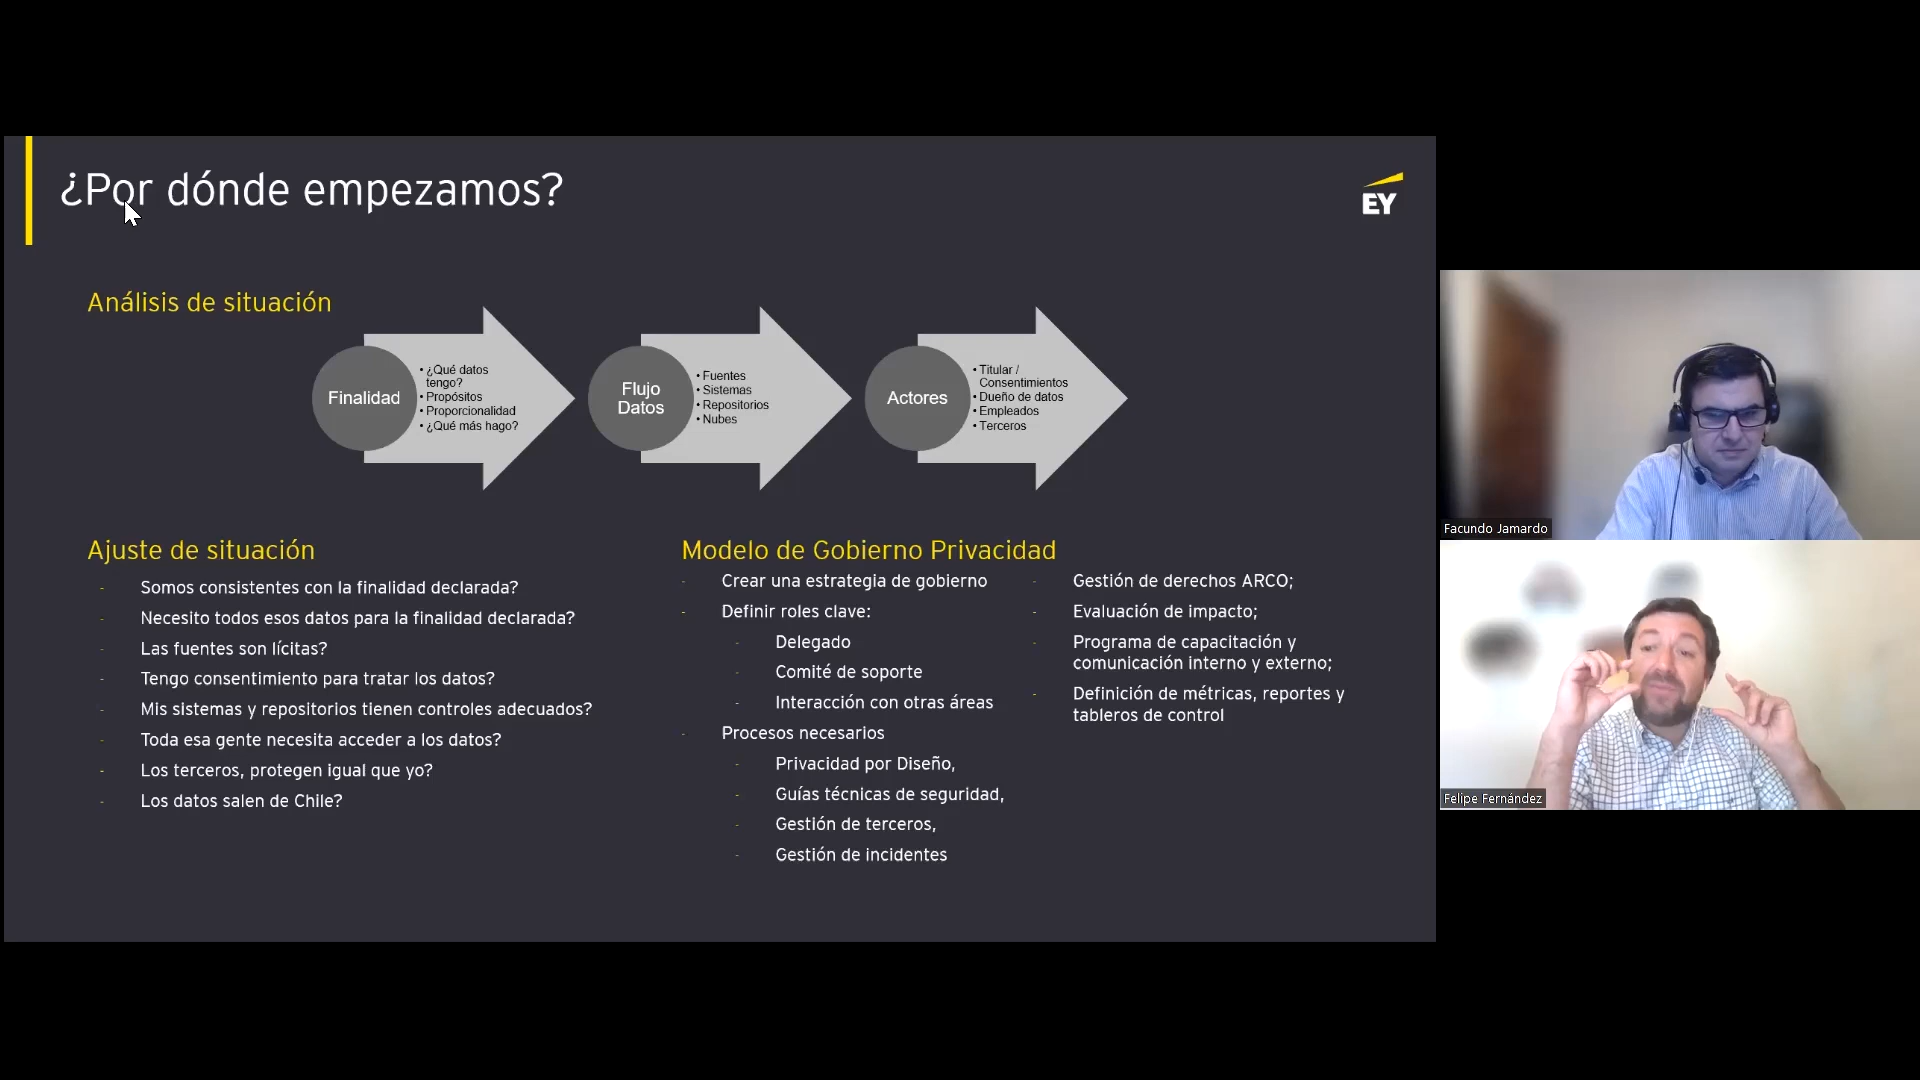 ¿Por dónde empezamos?
EY
Análisis de situación
Finalidad
• ¿Qué datos
tengo?
• Propósitos
• Proporcionalidad
• ¿Qué más hago?
Flujo
Datos
• Fuentes
• Sistemas
• Repositorios
• Nubes
Actores
• Titular /
Consentimientos
• Dueño de datos
• Empleados
• Terceros
Ajuste de situación
- Somos consistentes con la finalidad declarada?
- Necesito todos esos datos para la finalidad declarada?
- Las fuentes son lícitas?
- Tengo consentimiento para tratar los datos?
- Mis sistemas y repositorios tienen controles adecuados?
- Toda esa gente necesita acceder a los datos?
- Los terceros, protegen igual que yo?
- Los datos salen de Chile?
Modelo de Gobierno Privacidad
- Crear una estrategia de gobierno
- Definir roles clave:
- Delegado
- Comité de soporte
- Interacción con otras áreas
- Procesos necesarios
- Privacidad por Diseño,
- Guías técnicas de seguridad,
- Gestión de terceros,
- Gestión de incidentes
- Gestión de derechos ARCO;
- Evaluación de impacto;
- Programa de capacitación y
comunicación interno y externo;
- Definición de métricas, reportes y
tableros de control
Facundo Jamardo
Felipe Fernández